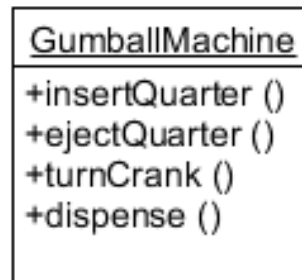 GumballMachine
+insertQuarter ()
+ejectQuarter ()
+turnCrank ()
+dispense ()